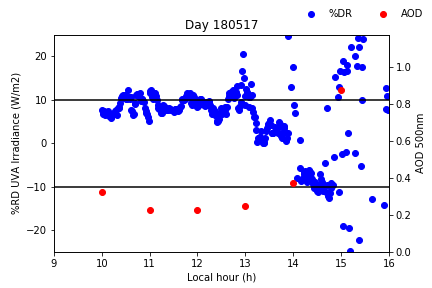 %DR AOD
Day 180517
%RD UVA Irradiance (W/m2)
20
10
0
−10
−20
1.0
0.8
0.6
0.4
0.2
0.0
AOD 500nm
9 10 11 12 13 14 15 16
Local hour (h)